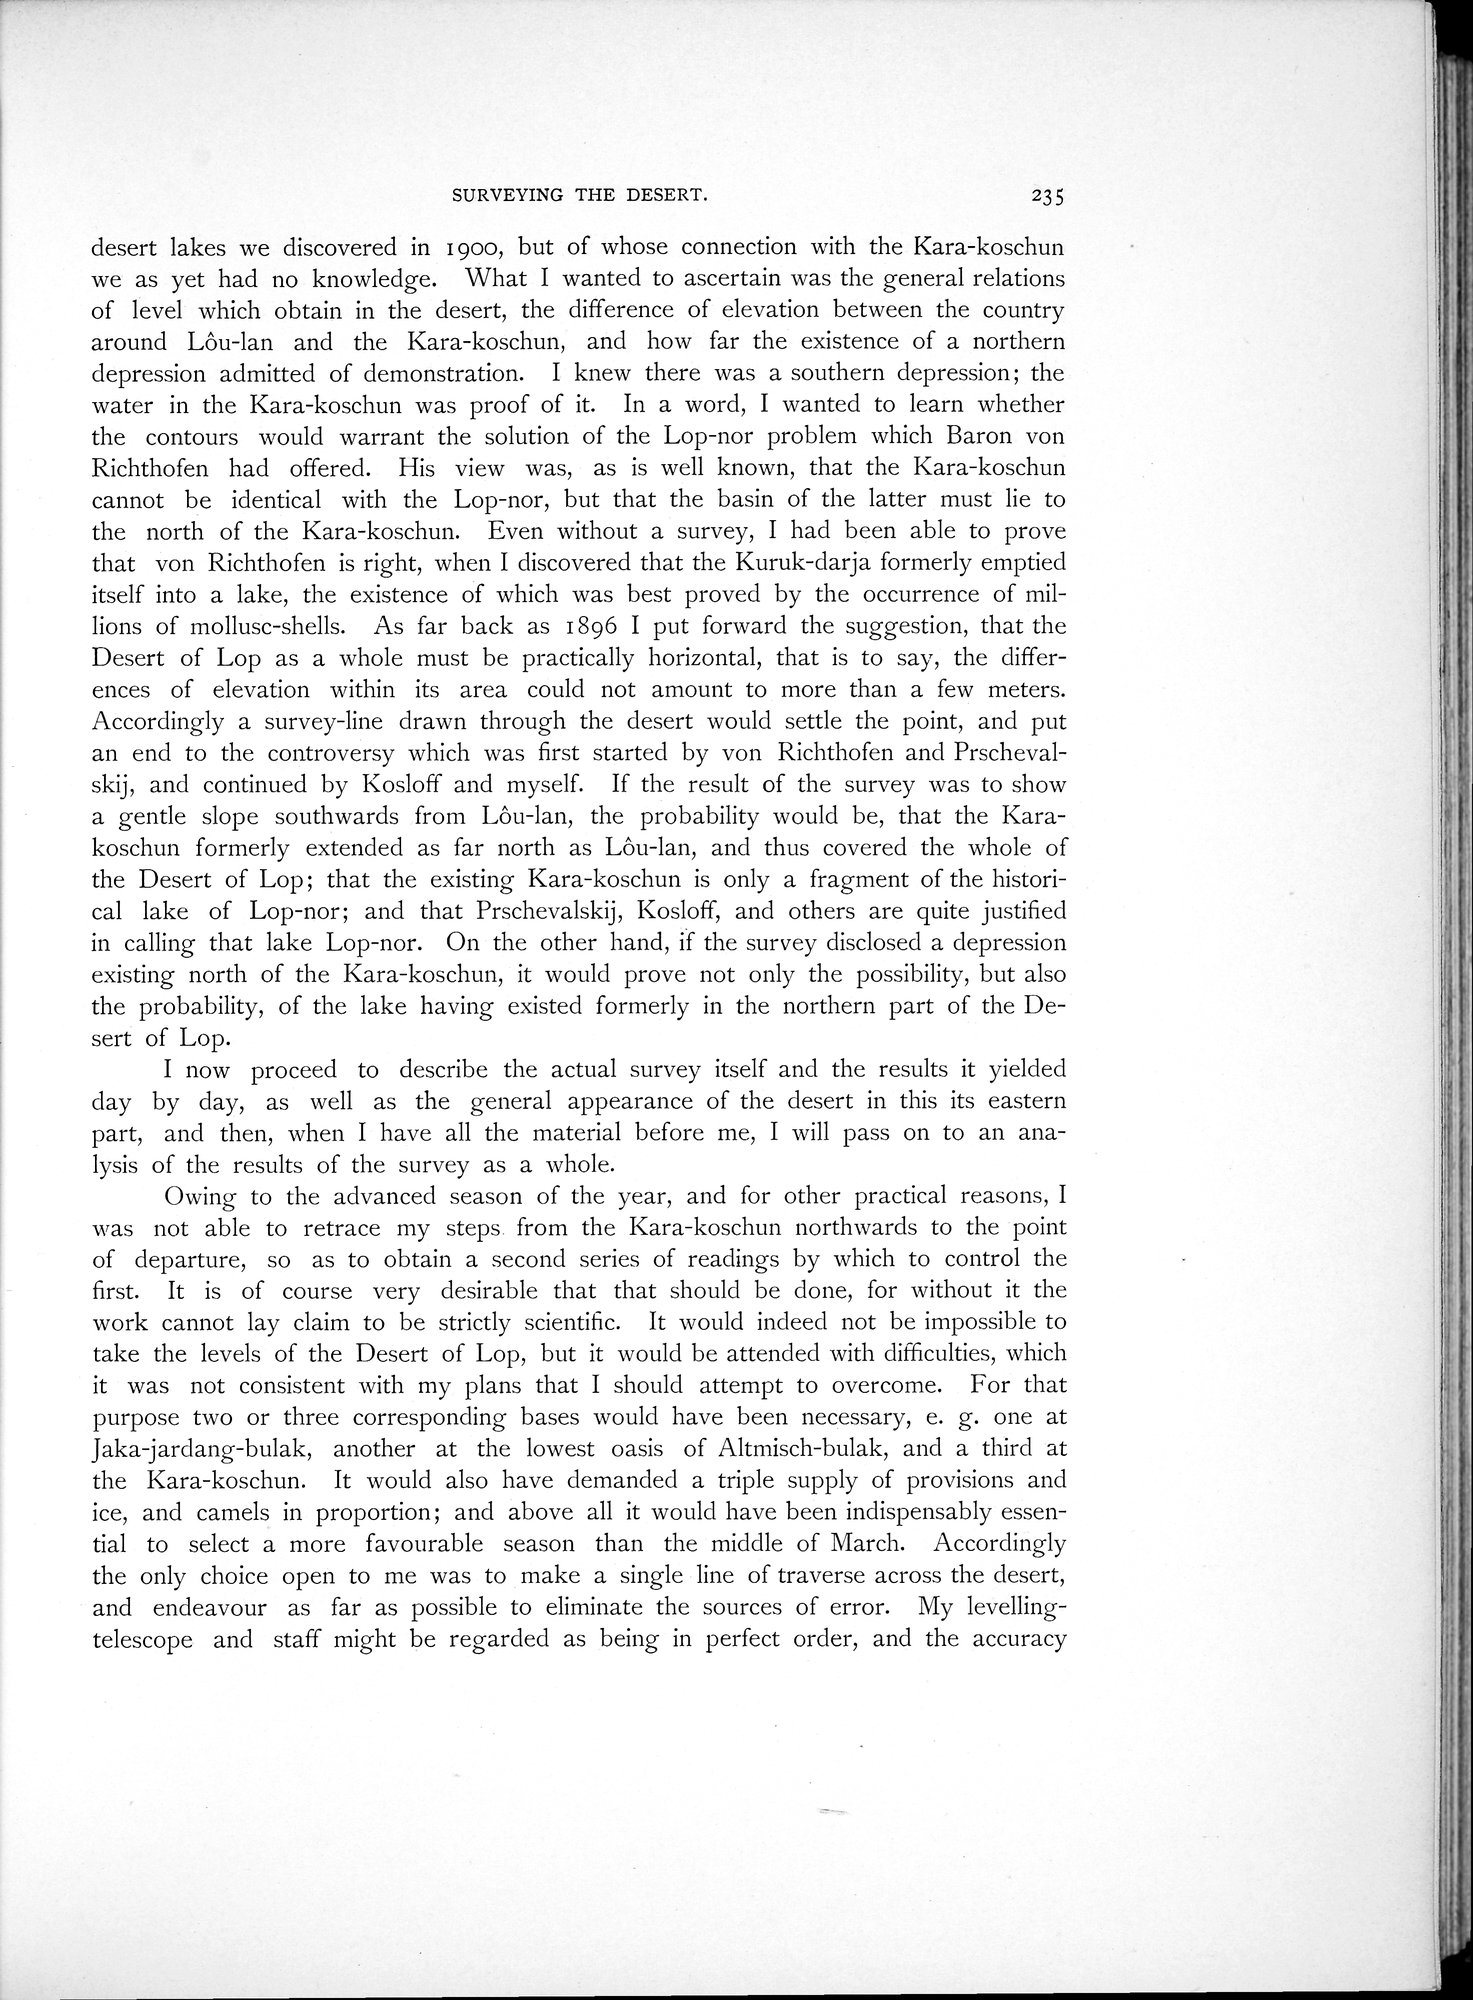 SURVEYING THE DESERT. 235
desert lakes we discovered in 1900, but of whose connection with the Kara-koschun
we as yet had no knowledge. What I wanted to ascertain was the general relations
of level which obtain in the desert, the difference of elevation between the country
around Lôu-lan and the Kara-koschun, and how far the existence of a northern
depression admitted of demonstration. I knew there was a southern depression; the
water in the Kara-koschun was proof of it. In a word, I wanted to learn whether
the contours would warrant the solution of the Lop-nor problem which Baron von
Richthofen had offered. His view was, as is well known, that the Kara-koschun
cannot be identical with the Lop-nor, but that the basin of the latter must lie to
the north of the Kara-koschun. Even without a survey, I had been able to prove
that von Richthofen is right, when I discovered that the Kuruk-darja formerly emptied
itself into a lake, the existence of which was best proved by the occurrence of mil-
lions of mollusc-shells. As far back as 1896 I put forward the suggestion, that the
Desert of Lop as a whole must be practically horizontal, that is to say, the differ-
ences of elevation within its area could not amount to more than a few meters.
Accordingly a survey-line drawn through the desert would settle the point, and put
an end to the controversy which was first started by von Richthofen and Prscheval-
skij, and continued by Kosloff and myself. If the result of the survey was to show
a gentle slope southwards from Lôu-lan, the probability would be, that the Kara-
koschun formerly extended as far north as Lôu-lan, and thus covered the whole of
the Desert of Lop; that the existing Kara-koschun is only a fragment of the histori-
cal lake of Lop-nor; and that Prschevalskij, Kosloff, and others are quite justified
in calling that lake Lop-nor. On the other hand, if the survey disclosed a depression
existing north of the Kara-koschun, it would prove not only the possibility, but also
the probability, of the lake having existed formerly in the northern part of the De-
sert of Lop.
I now proceed to describe the actual survey itself and the results it yielded
day by day, as well as the general appearance of the desert in this its eastern
part, and then, when I have all the material before me, I will pass on to an ana-
lysis of the results of the survey as a whole.
Owing to the advanced season of the year, and for other practical reasons, I
was not able to retrace my steps from the Kara-koschun northwards to the point
of departure, so as to obtain a second series of readings by which to control the
first. It is of course very desirable that that should be done, for without it the
work cannot lay claim to be strictly scientific. It would indeed not be impossible to
take the levels of the Desert of Lop, but it would be attended with difficulties, which
it was not consistent with my plans that I should attempt to overcome. For that
purpose two or three corresponding bases would have been necessary, e. g. one at
Jaka-jardang-bulak, another at the lowest oasis of Altmisch-bulak, and a third at
the Kara-koschun. It would also have demanded a triple supply of provisions and
ice, and camels in proportion; and above all it would have been indispensably essen-
tial to select a more favourable season than the middle of March. Accordingly
the only choice open to me was to make a single line of traverse across the desert,
and endeavour as far as possible to eliminate the sources of error. My levelling-
telescope and staff might be regarded as being in perfect order, and the accuracy